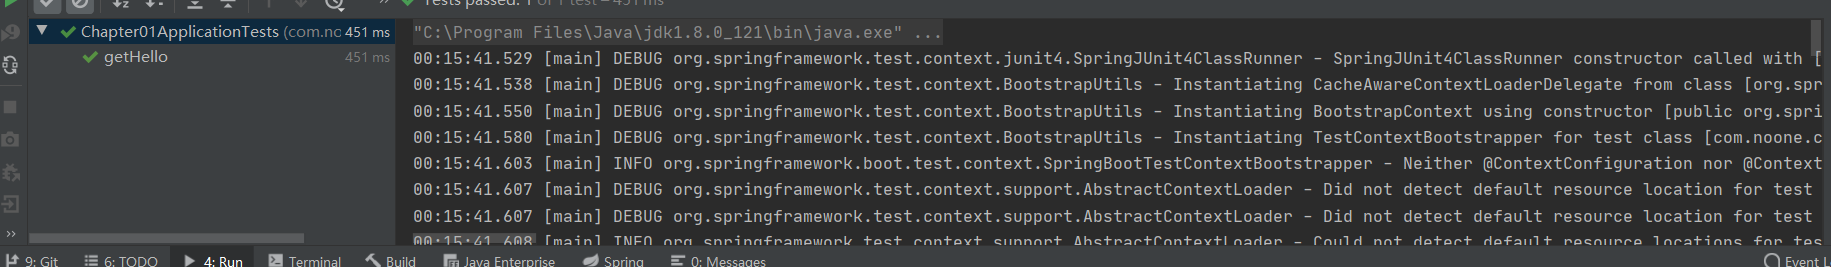 Tests passed: 1 of 1 test – 451 ms
Chapter01ApplicationTests (com.no 451 ms
getHello 451 ms
"C:\Program Files\Java\jdk1.8.0_121\bin\java.exe" ...
00:15:41.529 [main] DEBUG org.springframework.test.context.junit4.SpringJUnit4ClassRunner - SpringJUnit4ClassRunner constructor called with [
00:15:41.538 [main] DEBUG org.springframework.test.context.BootstrapUtils - Instantiating CacheAwareContextLoaderDelegate from class [org.spr
00:15:41.550 [main] DEBUG org.springframework.test.context.BootstrapUtils - Instantiating BootstrapContext using constructor [public org.spri
00:15:41.580 [main] DEBUG org.springframework.test.context.BootstrapUtils - Instantiating TestContextBootstrapper for test class [com.noone.c
00:15:41.603 [main] INFO org.springframework.boot.test.context.SpringBootTestContextBootstrapper - Neither @ContextConfiguration nor @Context
00:15:41.607 [main] DEBUG org.springframework.test.context.support.AbstractContextLoader - Did not detect default resource location for test
00:15:41.607 [main] DEBUG org.springframework.test.context.support.AbstractContextLoader - Did not detect default resource location for test
00:15:41.608 [main] INFO org.springframework.test.context.support.AbstractContextLoader - Could not detect default resource locations for tes
9: Git 6: TODO 4: Run Terminal Build Java Enterprise Spring 0: Messages Event L